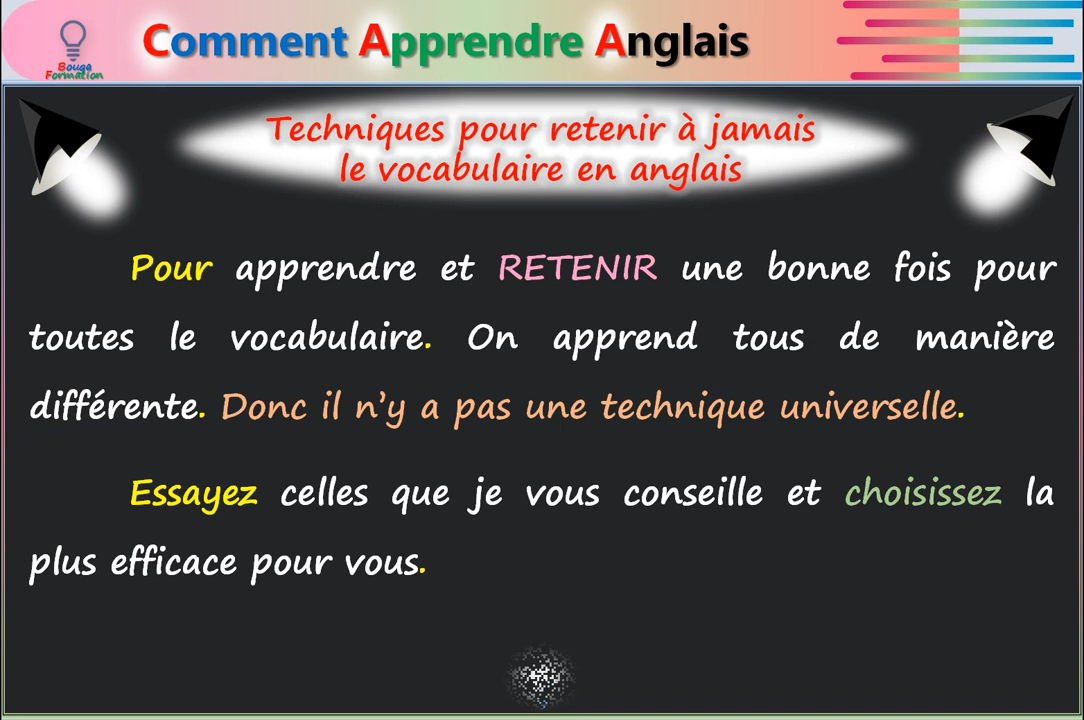 Bouga
Formation
Comment Apprendre Anglais
Techniques pour retenir à jamais
le vocabulaire en anglais
Pour apprendre et RETENIR une bonne fois pour
toutes le vocabulaire. On apprend tous de manière
différente. Donc il n'y a pas une technique universelle.
Essayez celles que je vous conseille et choisissez la
plus efficace pour vous.